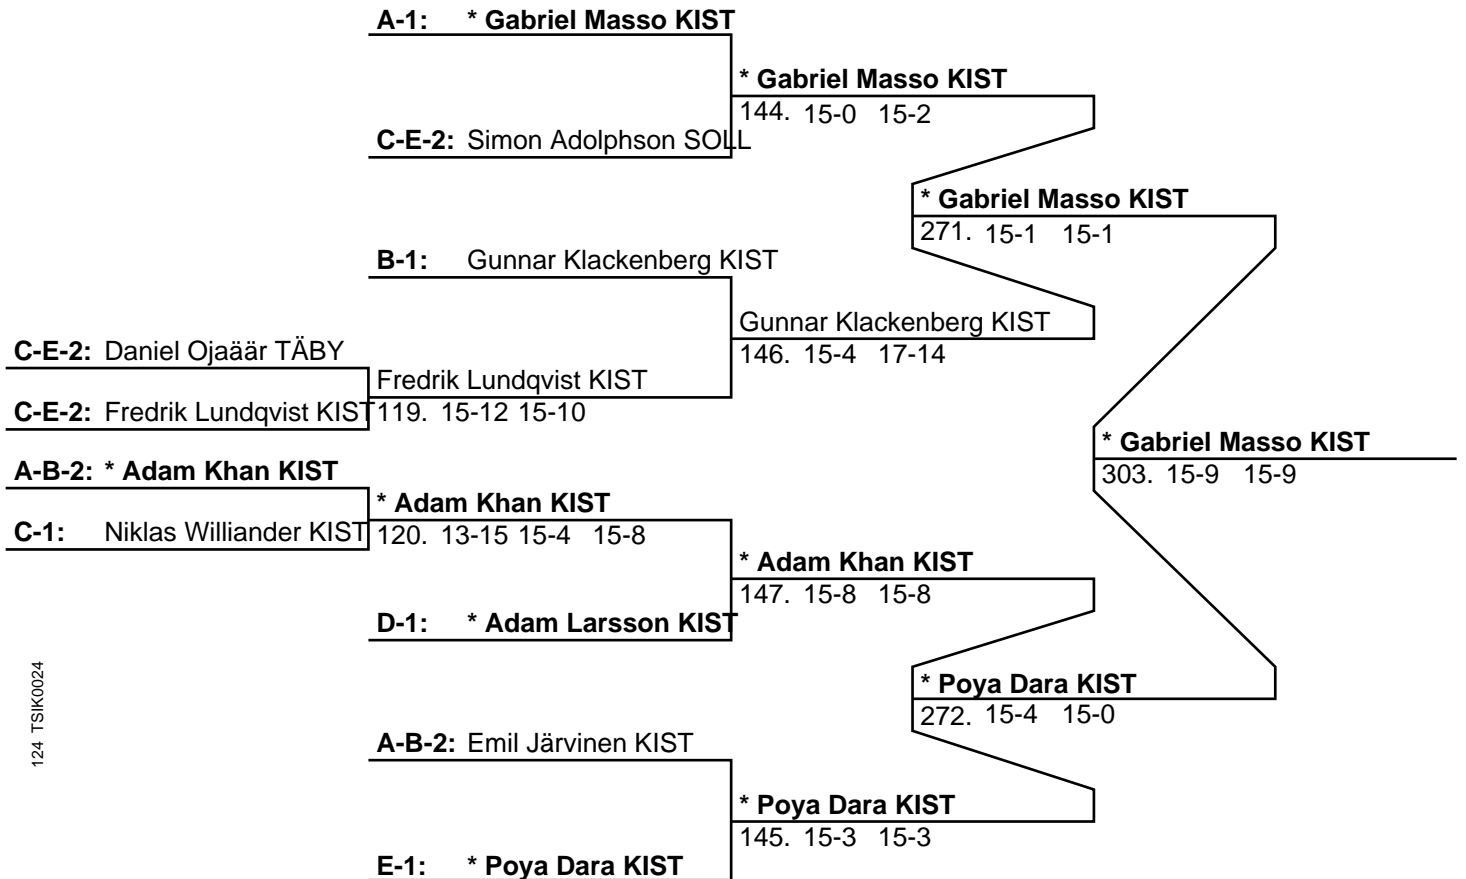 A-1: * Gabriel Masso KIST
* Gabriel Masso KIST
144. 15-0 15-2
C-E-2: Simon Adolphson SOLL
* Gabriel Masso KIST
271. 15-1 15-1
B-1: Gunnar Klackenberg KIST
Gunnar Klackenberg KIST
146. 15-4 17-14
C-E-2: Daniel Ojaäär TÄBY
Fredrik Lundqvist KIST
C-E-2: Fredrik Lundqvist KIST
119. 15-12 15-10
* Gabriel Masso KIST
303. 15-9 15-9
A-B-2: * Adam Khan KIST
* Adam Khan KIST
C-1: Niklas Williander KIST
120. 13-15 15-4 15-8
* Adam Khan KIST
147. 15-8 15-8
D-1: * Adam Larsson KIST
* Poya Dara KIST
272. 15-4 15-0
124 TSIK0024
A-B-2: Emil Järvinen KIST
* Poya Dara KIST
145. 15-3 15-3
E-1: * Poya Dara KIST